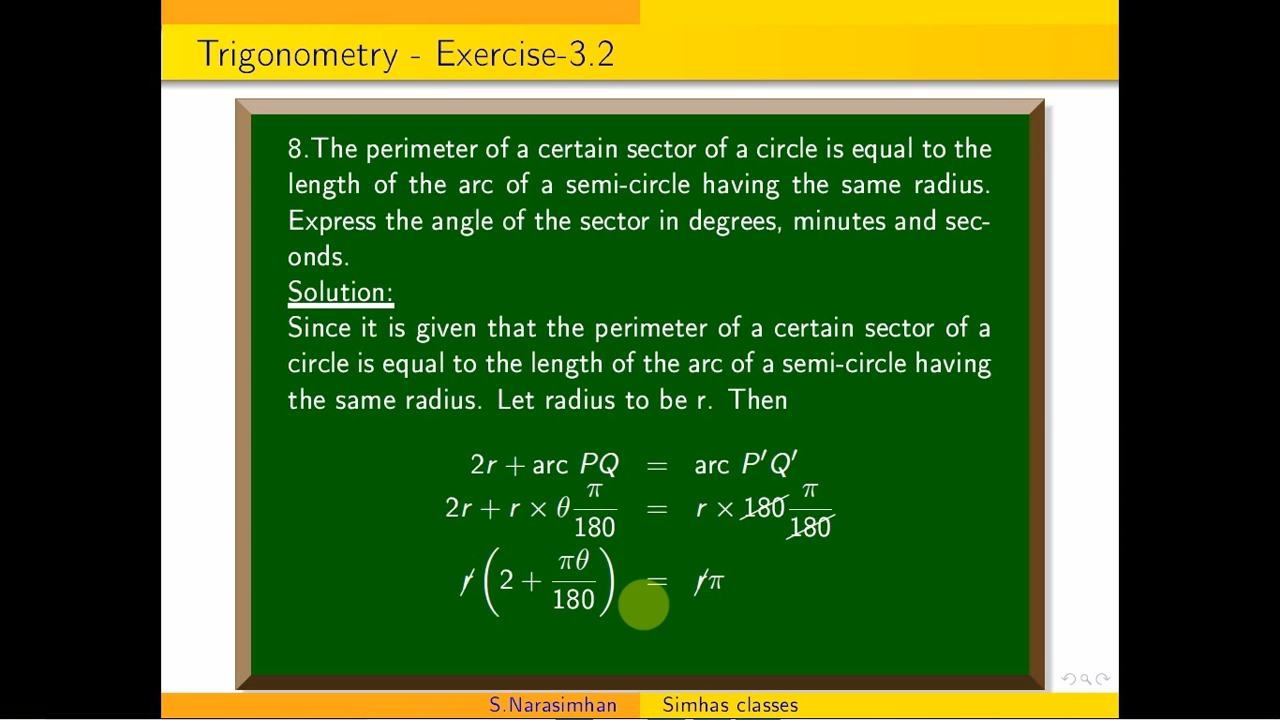 Trigonometry - Exercise-3.2
8.The perimeter of a certain sector of a circle is equal to the
length of the arc of a semi-circle having the same radius.
Express the angle of the sector in degrees, minutes and sec-
onds.
Solution:
Since it is given that the perimeter of a certain sector of a
circle is equal to the length of the arc of a semi-circle having
the same radius. Let radius to be r. Then
2r + arc PQ = arc P′Q′
2r + r × θ π/180 = r × 180 π/180
r (2 + πθ/180) = rπ
S.Narasimhan Simhas classes